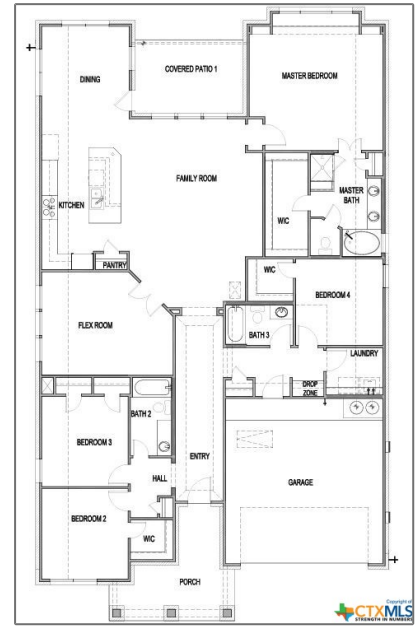 DINING
COVERED PATIO 1
MASTER BEDROOM
FAMILY ROOM
MASTER
BATH
KITCHEN
WIC
PANTRY
WIC
BEDROOM 4
FLEX ROOM
BATH 3
LAUNDRY
DROP
ZONE
BATH 2
BEDROOM 3
ENTRY
HALL
GARAGE
BEDROOM 2
WIC
PORCH
Copyright of
CTXMLS
STRENGTH IN NUMBERS